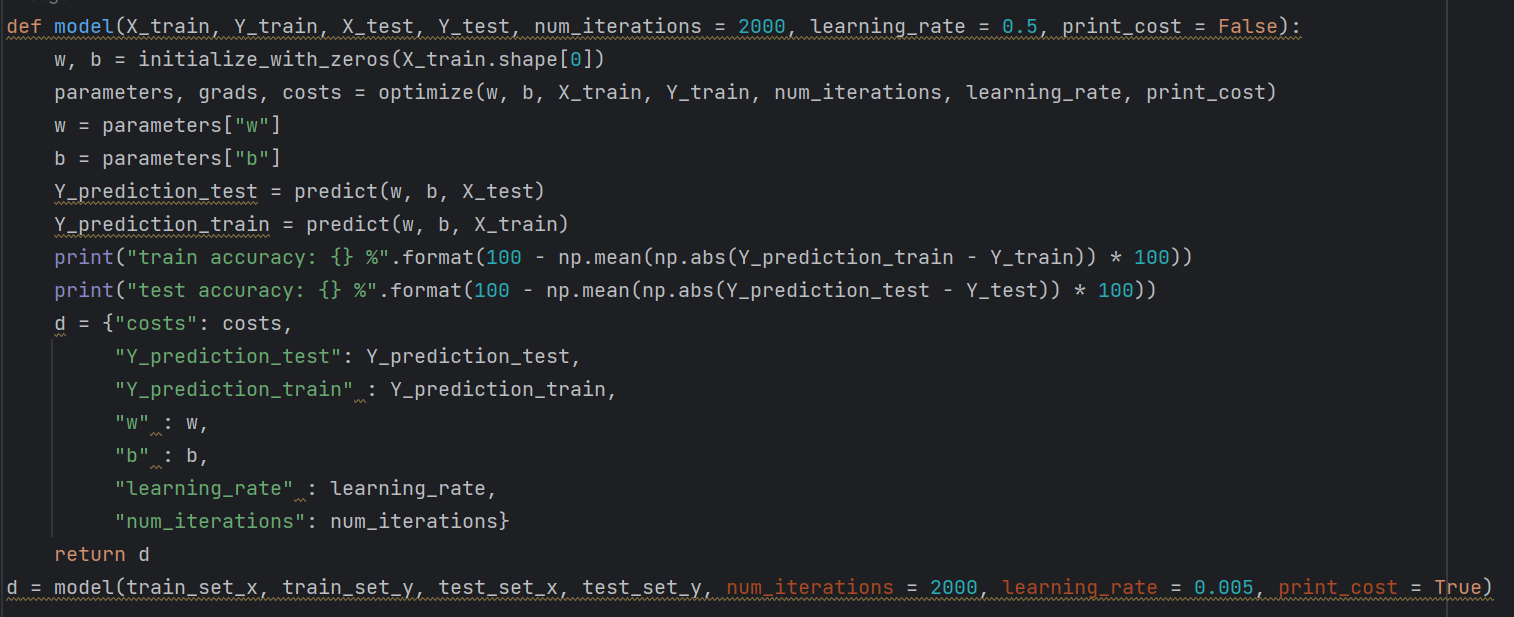 def model(X_train, Y_train, X_test, Y_test, num_iterations = 2000, learning_rate = 0.5, print_cost = False):
    w, b = initialize_with_zeros(X_train.shape[0])
    parameters, grads, costs = optimize(w, b, X_train, Y_train, num_iterations, learning_rate, print_cost)
    w = parameters["w"]
    b = parameters["b"]
    Y_prediction_test = predict(w, b, X_test)
    Y_prediction_train = predict(w, b, X_train)
    print("train accuracy: {} %".format(100 - np.mean(np.abs(Y_prediction_train - Y_train)) * 100))
    print("test accuracy: {} %".format(100 - np.mean(np.abs(Y_prediction_test - Y_test)) * 100))
    d = {"costs": costs,
         "Y_prediction_test": Y_prediction_test,
         "Y_prediction_train" : Y_prediction_train,
         "w" : w,
         "b" : b,
         "learning_rate" : learning_rate,
         "num_iterations": num_iterations}
    return d
d = model(train_set_x, train_set_y, test_set_x, test_set_y, num_iterations = 2000, learning_rate = 0.005, print_cost = True)